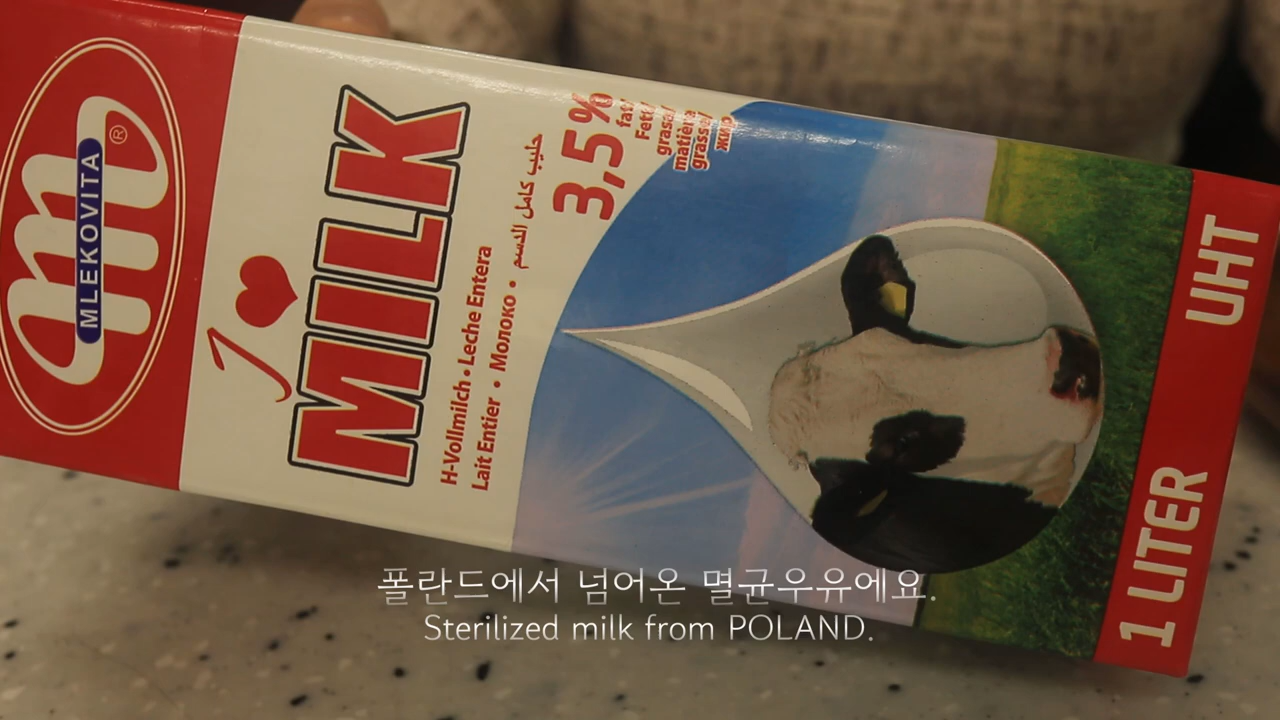 MLEKOVITA
®
I
MILK
H-Vollmilch • Leche Entera
Lait Entier • Молоко • حليب كامل الدسم
3,5%
fat/
Fett/
grasa/
matière
grasse/
жир
UHT
1 LITER
폴란드에서 넘어온 멸균우유에요.
Sterilized milk from POLAND.